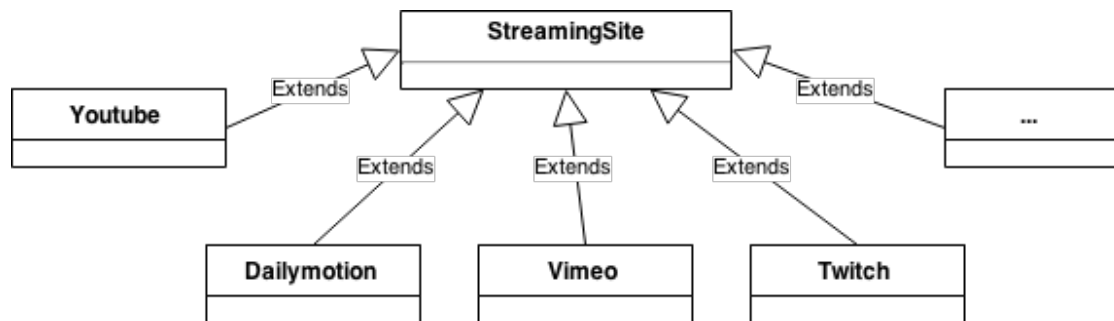 StreamingSite
Extends
Extends
Youtube
...
Extends
Extends
Extends
Dailymotion
Vimeo
Twitch